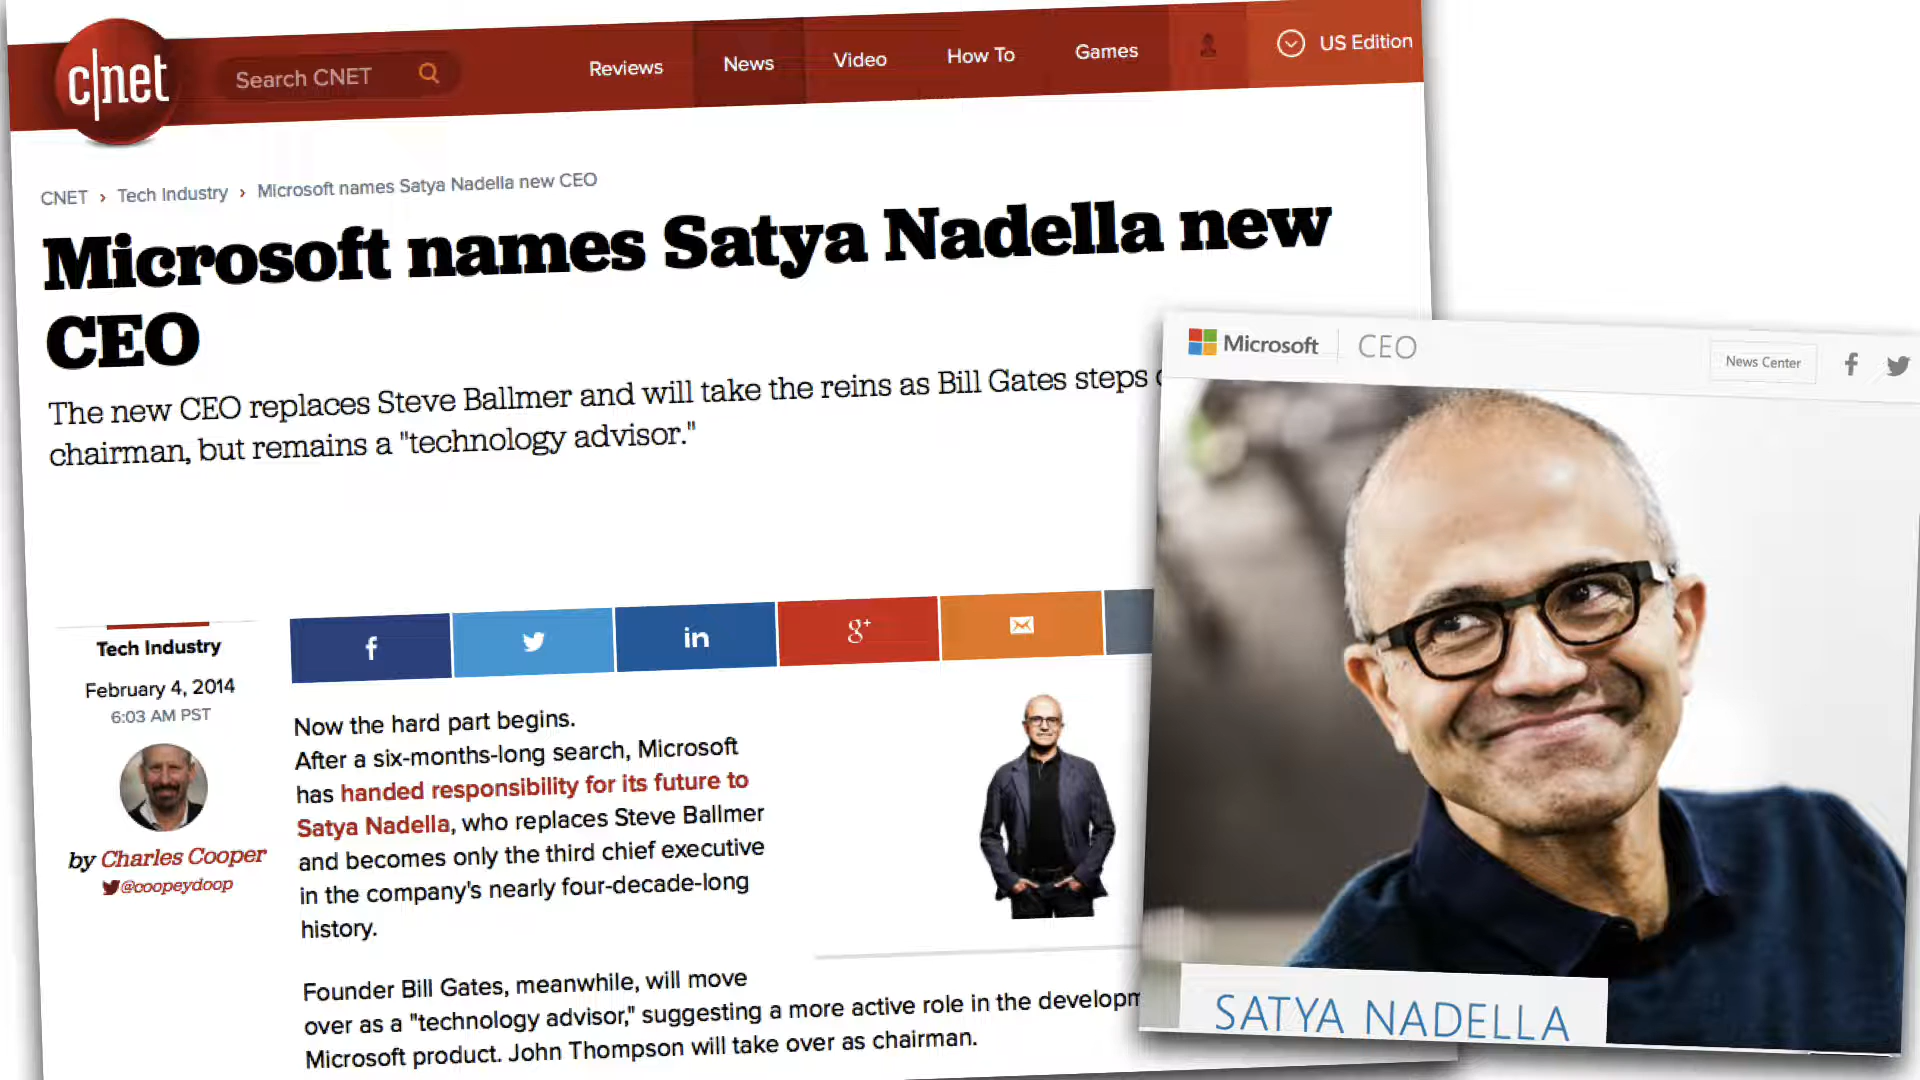 c|net
Search CNET
Reviews
News
Video
How To
Games
US Edition
CNET > Tech Industry > Microsoft names Satya Nadella new CEO
Microsoft names Satya Nadella new
CEO
The new CEO replaces Steve Ballmer and will take the reins as Bill Gates steps
chairman, but remains a "technology advisor."
Tech Industry
February 4, 2014
6:03 AM PST
by Charles Cooper
@coopeydoop
f
in
g+
Now the hard part begins.
After a six-months-long search, Microsoft
has handed responsibility for its future to
Satya Nadella, who replaces Steve Ballmer
and becomes only the third chief executive
in the company's nearly four-decade-long
history.
Founder Bill Gates, meanwhile, will move
over as a "technology advisor," suggesting a more active role in the developm
Microsoft product. John Thompson will take over as chairman.
Microsoft | CEO
News Center
f
SATYA NADELLA